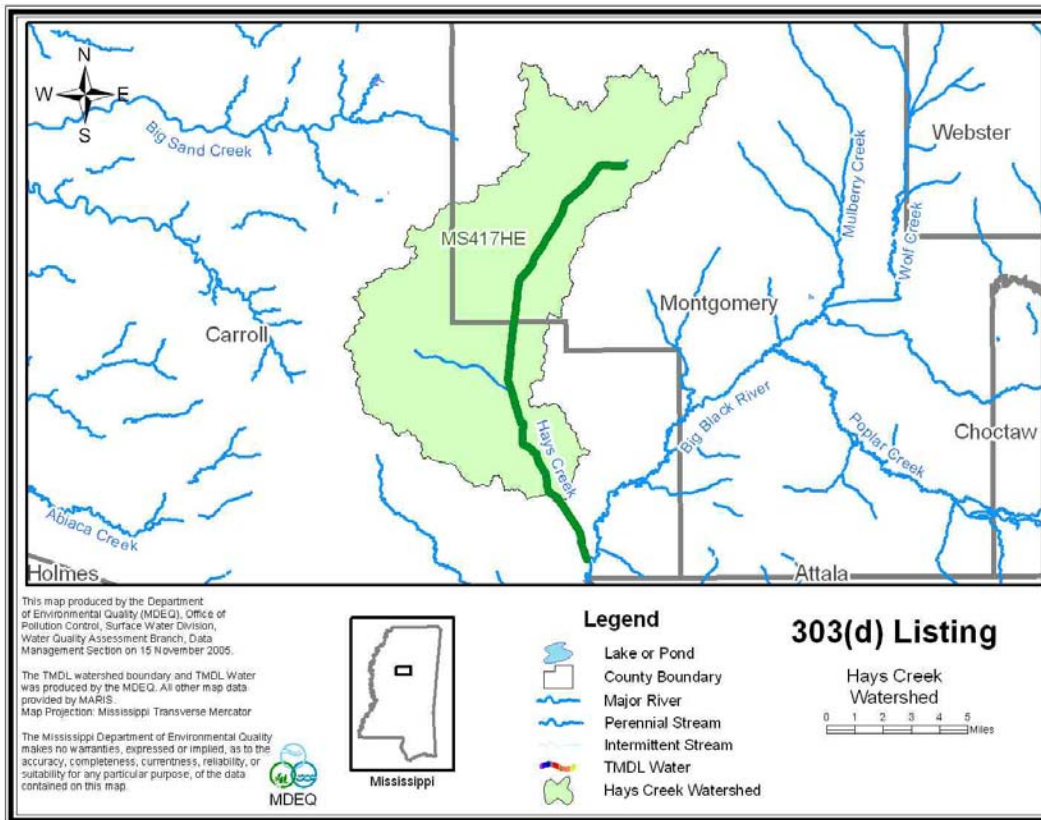 N
W E
S
Big Sand Creek
Webster
Mulberry Creek
Wolf Creek
MS417HE
Montgomery
Carroll
Big Black River
Poplar Creek
Choctaw
Hays Creek
Abiaca Creek
Holmes
Attala
This map produced by the Department
of Environmental Quality (MDEQ), Office of
Pollution Control, Surface Water Division,
Water Quality Assessment Branch, Data
Management Section on 15 November 2005.
The TMDL watershed boundary and TMDL Water
was produced by the MDEQ. All other map data
provided by MARIS.
Map Projection: Mississippi Transverse Mercator
The Mississippi Department of Environmental Quality
makes no warranties, expressed or implied, as to the
accuracy, completeness, currentness, reliability, or
suitability for any particular purpose, of the data
contained on this map.
MDEQ
Mississippi
Legend
Lake or Pond
County Boundary
Major River
Perennial Stream
Intermittent Stream
TMDL Water
Hays Creek Watershed
303(d) Listing
Hays Creek
Watershed
0 1 2 3 4 5
Miles